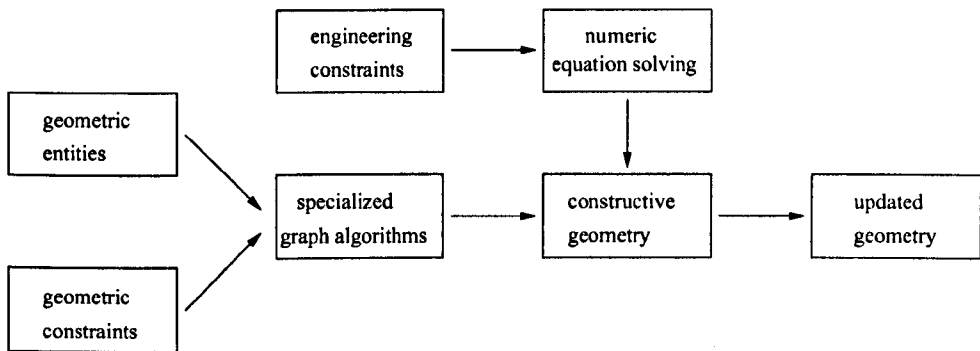 engineering
constraints
numeric
equation solving
geometric
entities
specialized
graph algorithms
constructive
geometry
updated
geometry
geometric
constraints